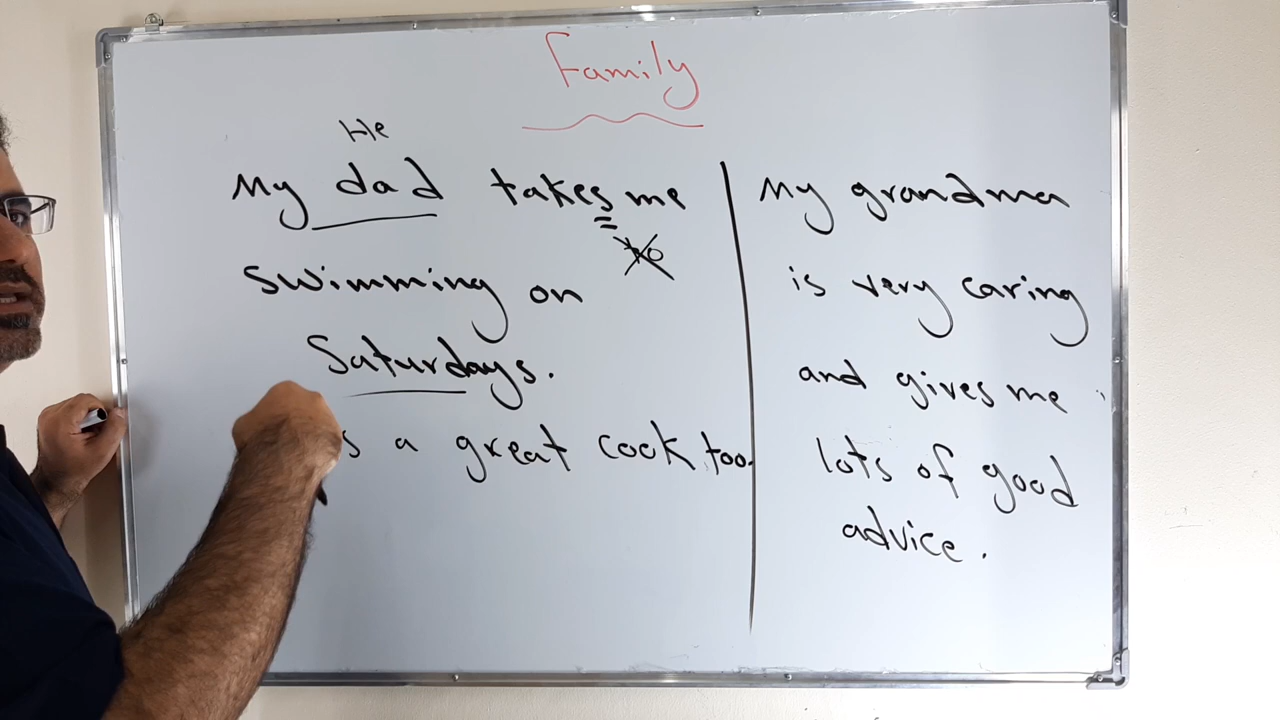 Family
He
My dad takes me
to
swimming on
Saturdays.
a great cook too.
My grandma
is very caring
and gives me
lots of good
advice.